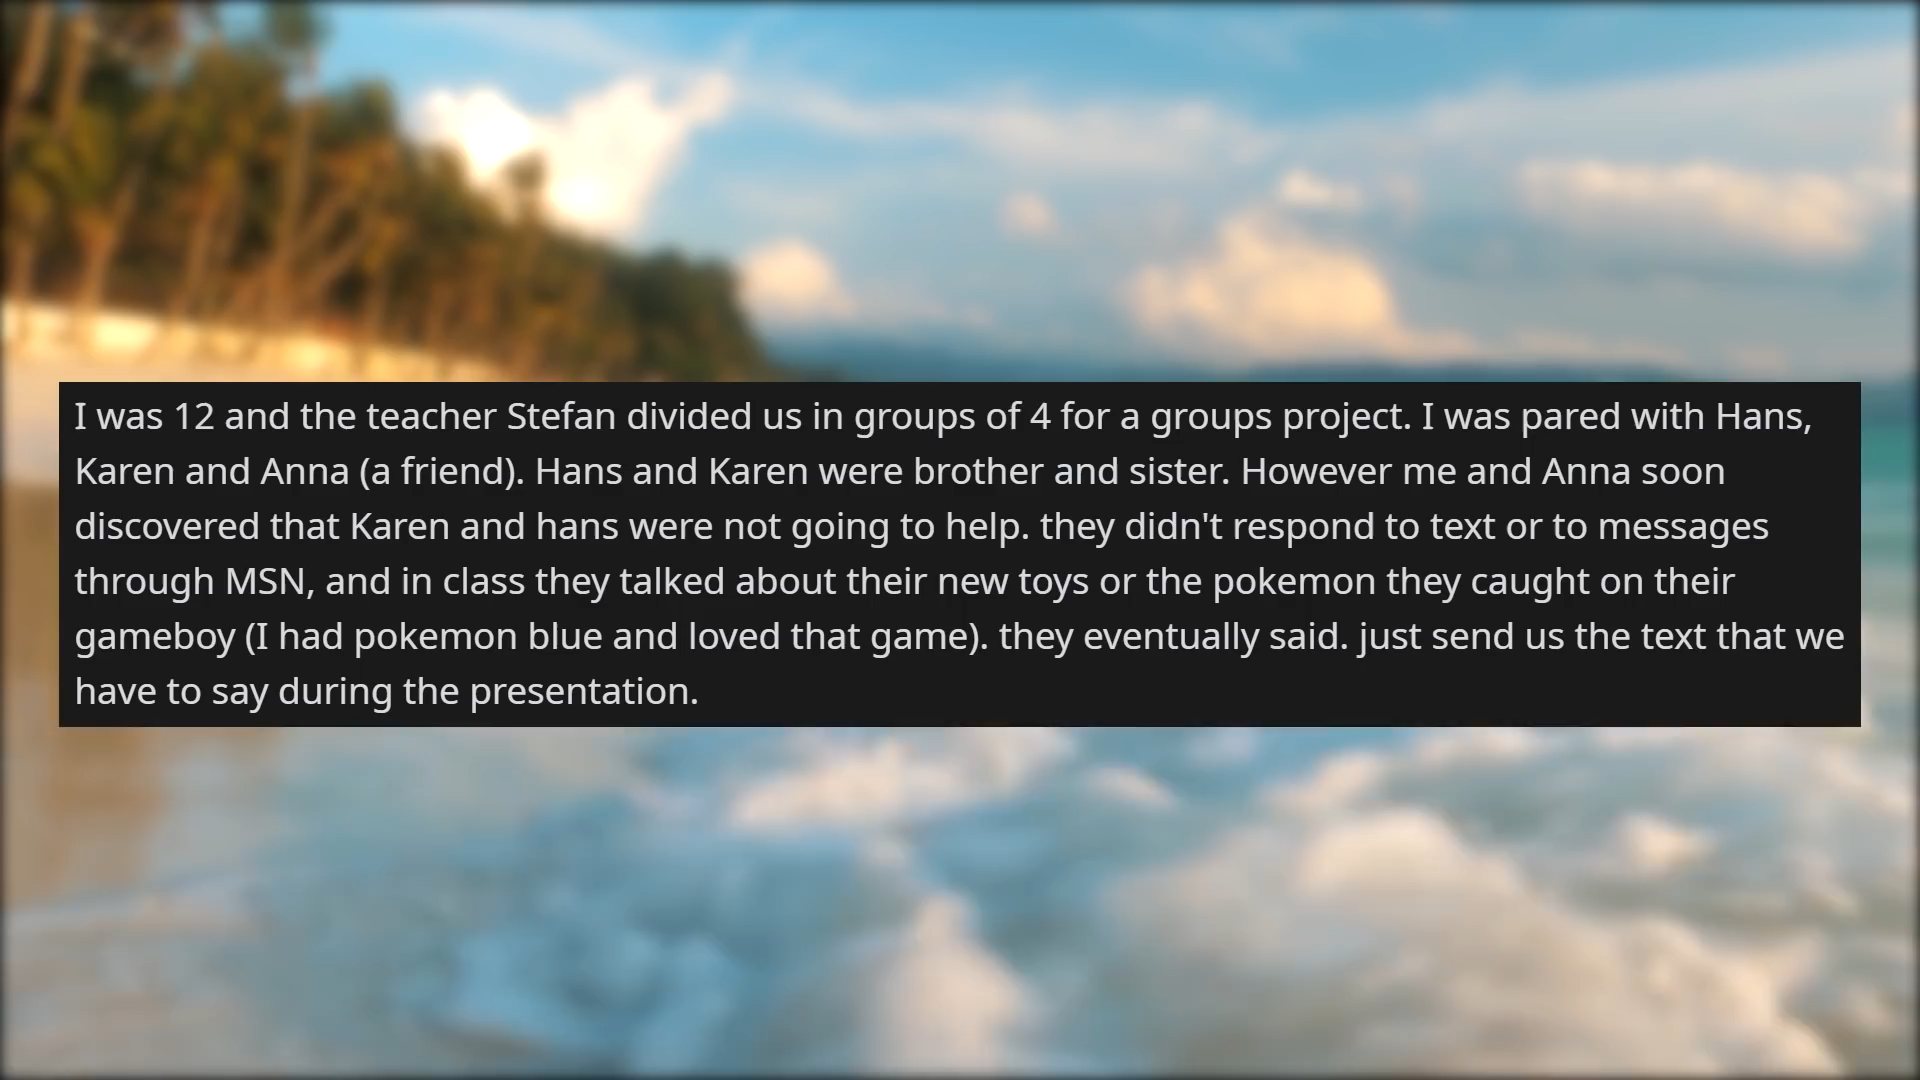 I was 12 and the teacher Stefan divided us in groups of 4 for a groups project. I was pared with Hans,
Karen and Anna (a friend). Hans and Karen were brother and sister. However me and Anna soon
discovered that Karen and hans were not going to help. they didn't respond to text or to messages
through MSN, and in class they talked about their new toys or the pokemon they caught on their
gameboy (I had pokemon blue and loved that game). they eventually said. just send us the text that we
have to say during the presentation.